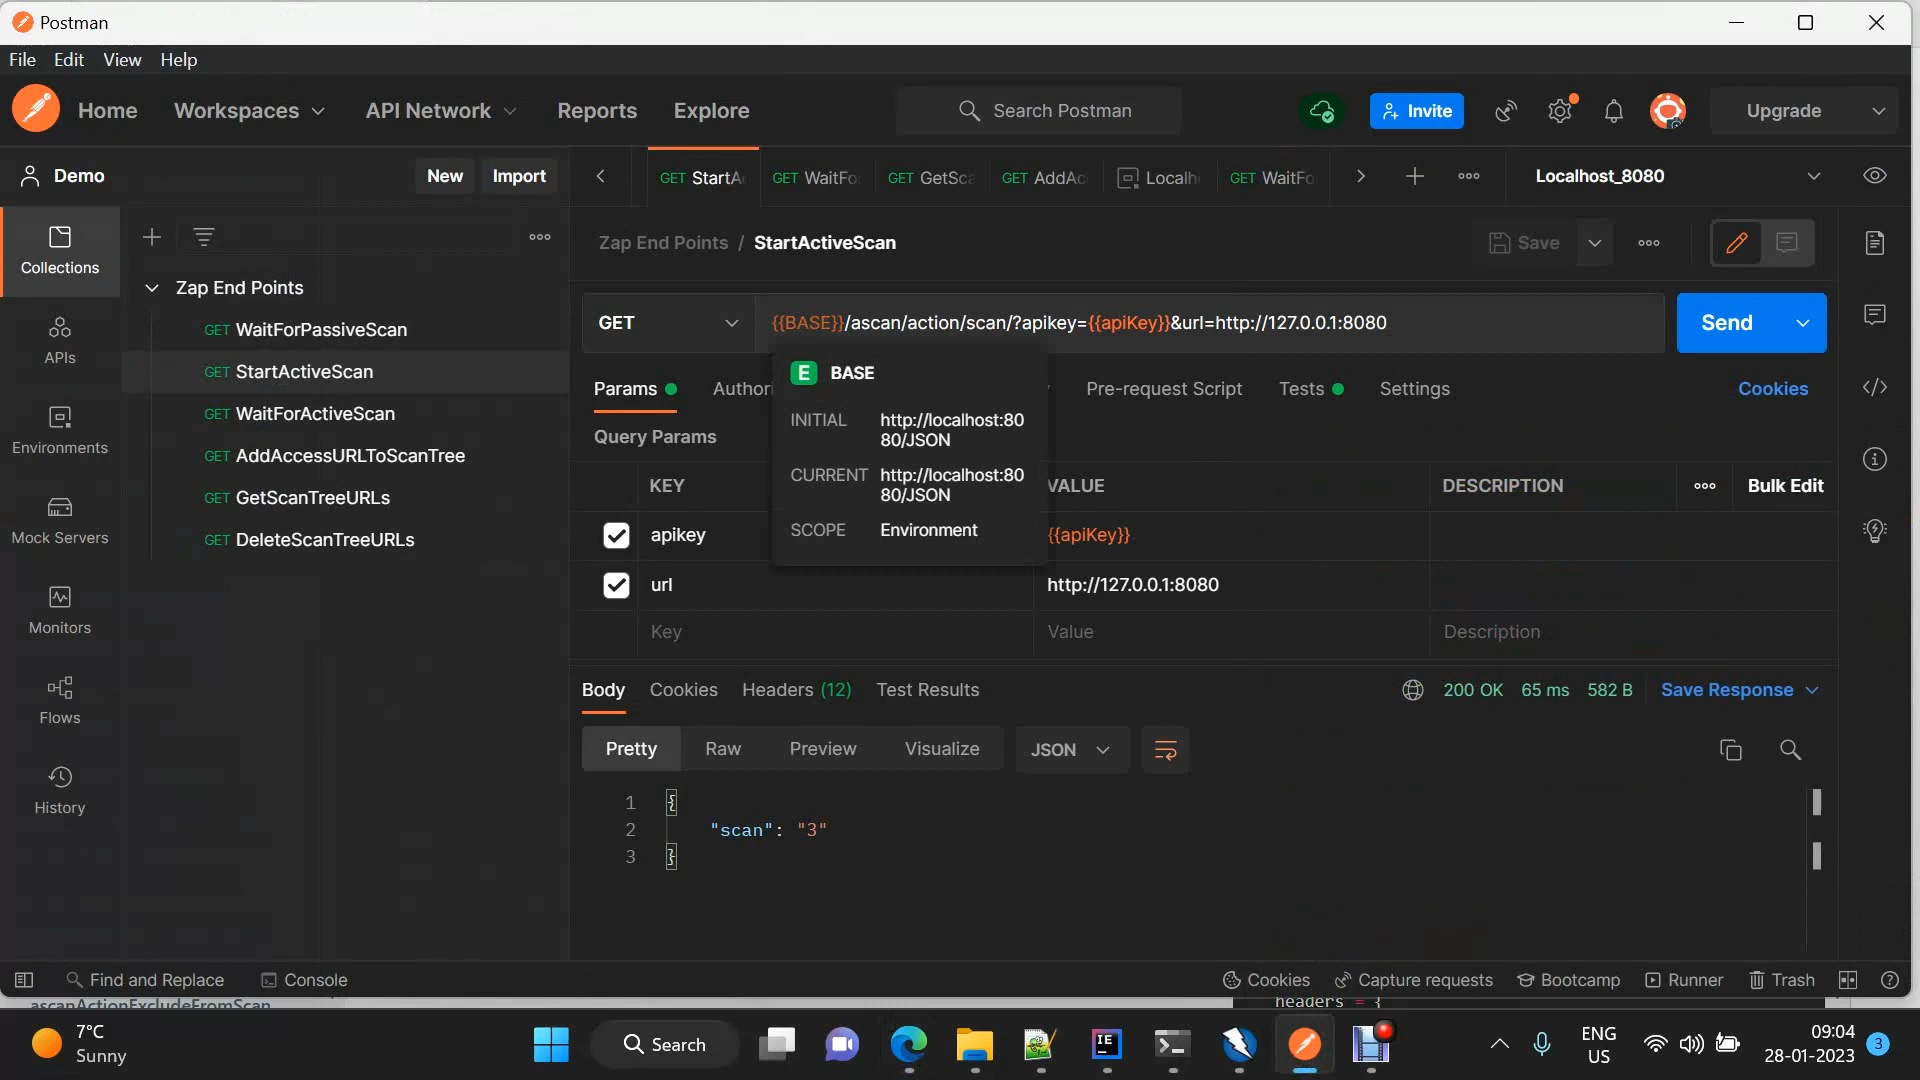 Postman
File Edit View Help
Home Workspaces API Network Reports Explore Search Postman Invite Upgrade
Demo New Import GET StartA GET WaitFo GET GetSca GET AddAc Localh GET WaitFo Localhost_8080
Collections
APIs
Environments
Mock Servers
Monitors
Flows
History
Zap End Points
GET WaitForPassiveScan
GET StartActiveScan
GET WaitForActiveScan
GET AddAccessURLToScanTree
GET GetScanTreeURLs
GET DeleteScanTreeURLs
Zap End Points / StartActiveScan Save
GET {{BASE}}/ascan/action/scan/?apikey={{apiKey}}&url=http://127.0.0.1:8080 Send
E BASE
INITIAL http://localhost:80
80/JSON
CURRENT http://localhost:80
80/JSON
SCOPE Environment
Params Authori Pre-request Script Tests Settings Cookies
Query Params
KEY VALUE DESCRIPTION Bulk Edit
apikey {{apiKey}}
url http://127.0.0.1:8080
Key Value Description
Body Cookies Headers (12) Test Results 200 OK 65 ms 582 B Save Response
Pretty Raw Preview Visualize JSON
1 {
2 "scan": "3"
3 }
Find and Replace Console Cookies Capture requests Bootcamp Runner Trash
ascanActionExcludeFromScan headers = {
7°C
Sunny
Search
ENG
US
09:04
28-01-2023 3